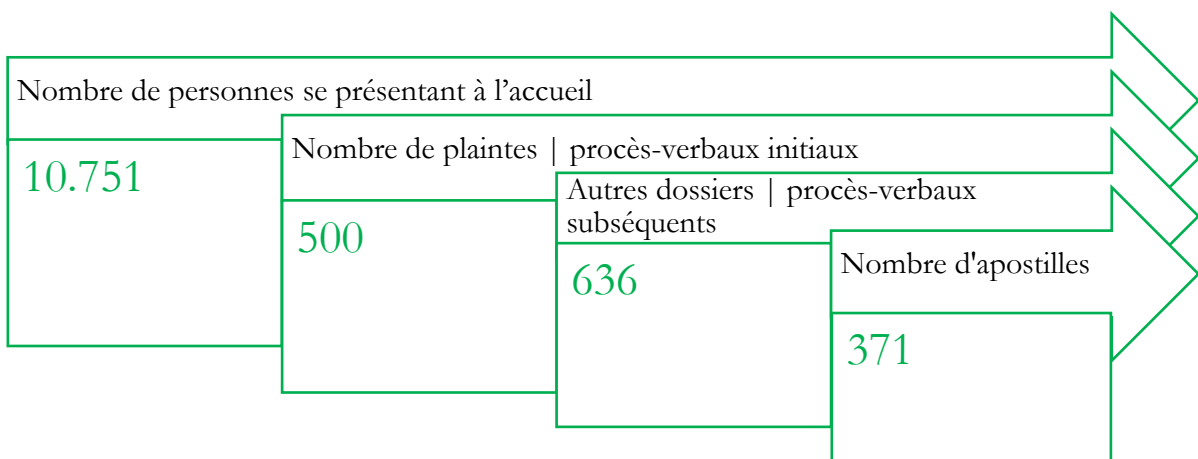 Nombre de personnes se présentant à l’accueil
10.751
Nombre de plaintes | procès-verbaux initiaux
500
Autres dossiers | procès-verbaux
subséquents
636
Nombre d'apostilles
371